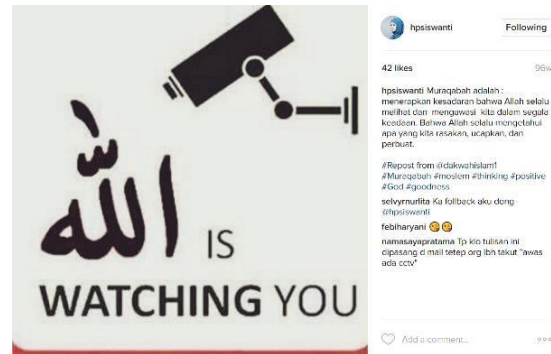 الله IS
WATCHING YOU
hpsiswanti
Following
42 likes
96w
hpsiswanti Muraqabah adalah :
menerapkan kesadaran bahwa Allah selalu
melihat dan mengawasi kita dalam segala
keadaan. Bahwa Allah selalu mengetahui
apa yang kita rasakan, ucapkan, dan
perbuat.
#Repost from @dakwahislam1
#Muraqabah #moslem #thinking #positive
#God #goodness
selvyrnurlita Ka follback aku dong
@hpsiswanti
febiharyani 😘😘
namasayapratama Tp klo tulisan ini
dipasang d mall tetep org lbh takut "awas
ada cctv"
Add a comment...